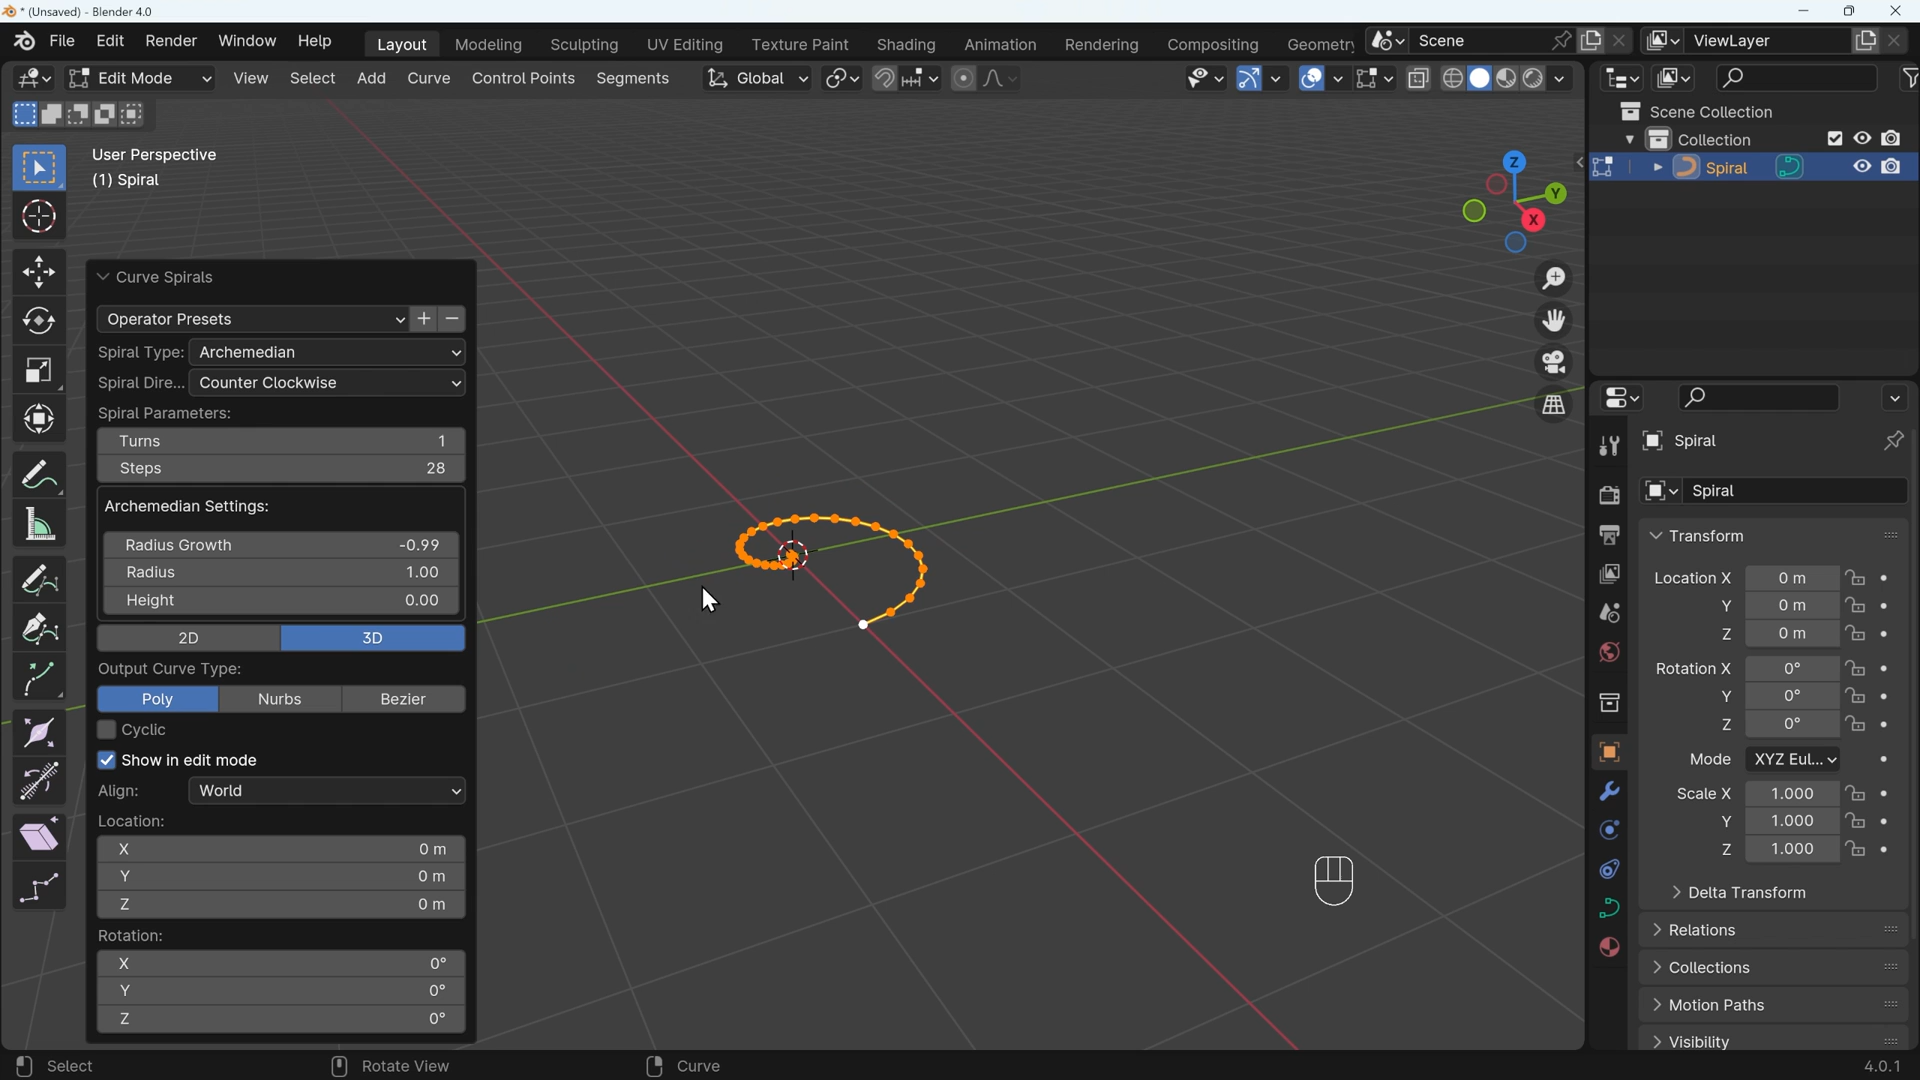 * (Unsaved) - Blender 4.0
File Edit Render Window Help Layout Modeling Sculpting UV Editing Texture Paint Shading Animation Rendering Compositing Geometry Scene ViewLayer
Edit Mode View Select Add Curve Control Points Segments Global
User Perspective
(1) Spiral
Z
Y
X
Curve Spirals
Operator Presets
Spiral Type: Archemedian
Spiral Dire... Counter Clockwise
Spiral Parameters:
Turns 1
Steps 28
Archemedian Settings:
Radius Growth -0.99
Radius 1.00
Height 0.00
2D 3D
Output Curve Type:
Poly Nurbs Bezier
Cyclic
Show in edit mode
Align: World
Location:
X 0 m
Y 0 m
Z 0 m
Rotation:
X 0°
Y 0°
Z 0°
Scene Collection
Collection
Spiral
Spiral
Spiral
Transform
Location X 0 m
Y 0 m
Z 0 m
Rotation X 0°
Y 0°
Z 0°
Mode XYZ Eul...
Scale X 1.000
Y 1.000
Z 1.000
Delta Transform
Relations
Collections
Motion Paths
Visibility
Select Rotate View Curve 4.0.1